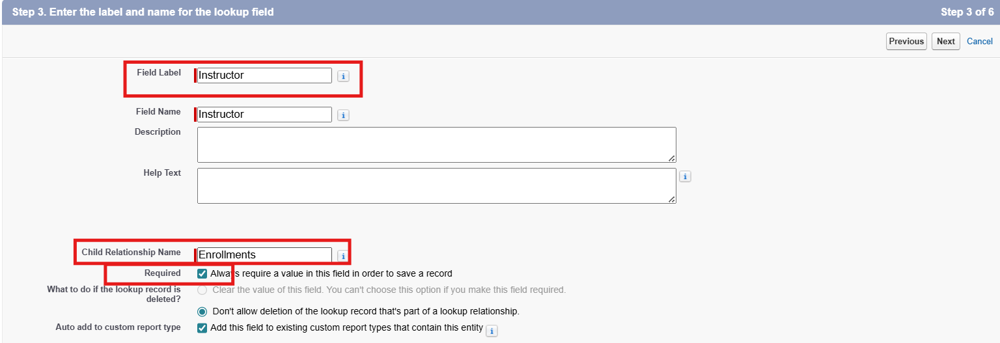 Step 3. Enter the label and name for the lookup field
Step 3 of 6
Previous Next Cancel
Field Label Instructor i
Field Name Instructor i
Description
Help Text i
Child Relationship Name Enrollments i
Required Always require a value in this field in order to save a record
What to do if the lookup record is deleted?
Clear the value of this field. You can't choose this option if you make this field required.
Don't allow deletion of the lookup record that's part of a lookup relationship.
Auto add to custom report type Add this field to existing custom report types that contain this entity i